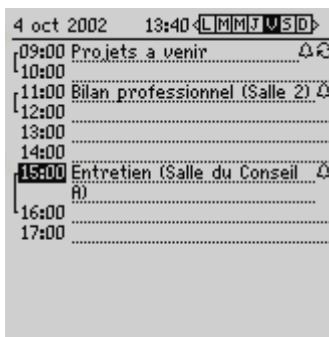 4 oct 2002 13:40 L M M J V S D
09:00 Projets a venir
10:00
11:00 Bilan professionnel (Salle 2)
12:00
13:00
14:00
15:00 Entretien (Salle du Conseil
A)
16:00
17:00